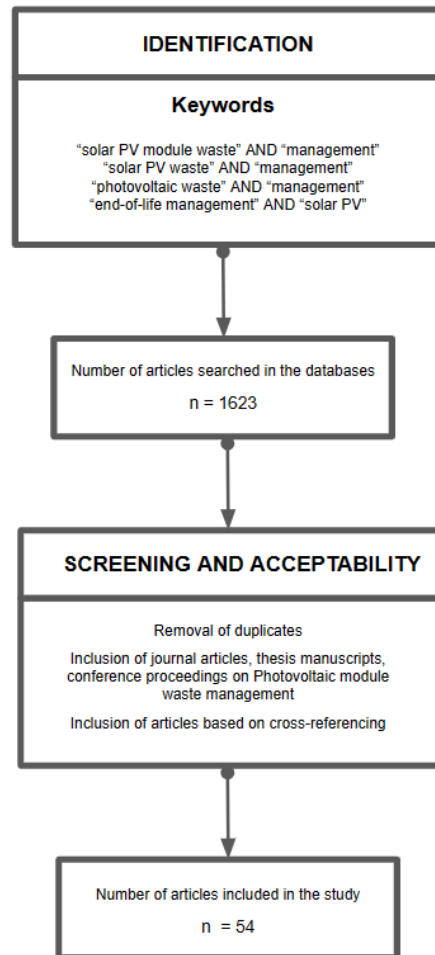 IDENTIFICATION
Keywords
“solar PV module waste” AND “management”
“solar PV waste” AND “management”
“photovoltaic waste” AND “management”
“end-of-life management” AND “solar PV”
Number of articles searched in the databases
n = 1623
SCREENING AND ACCEPTABILITY
Removal of duplicates
Inclusion of journal articles, thesis manuscripts,
conference proceedings on Photovoltaic module
waste management
Inclusion of articles based on cross-referencing
Number of articles included in the study
n = 54